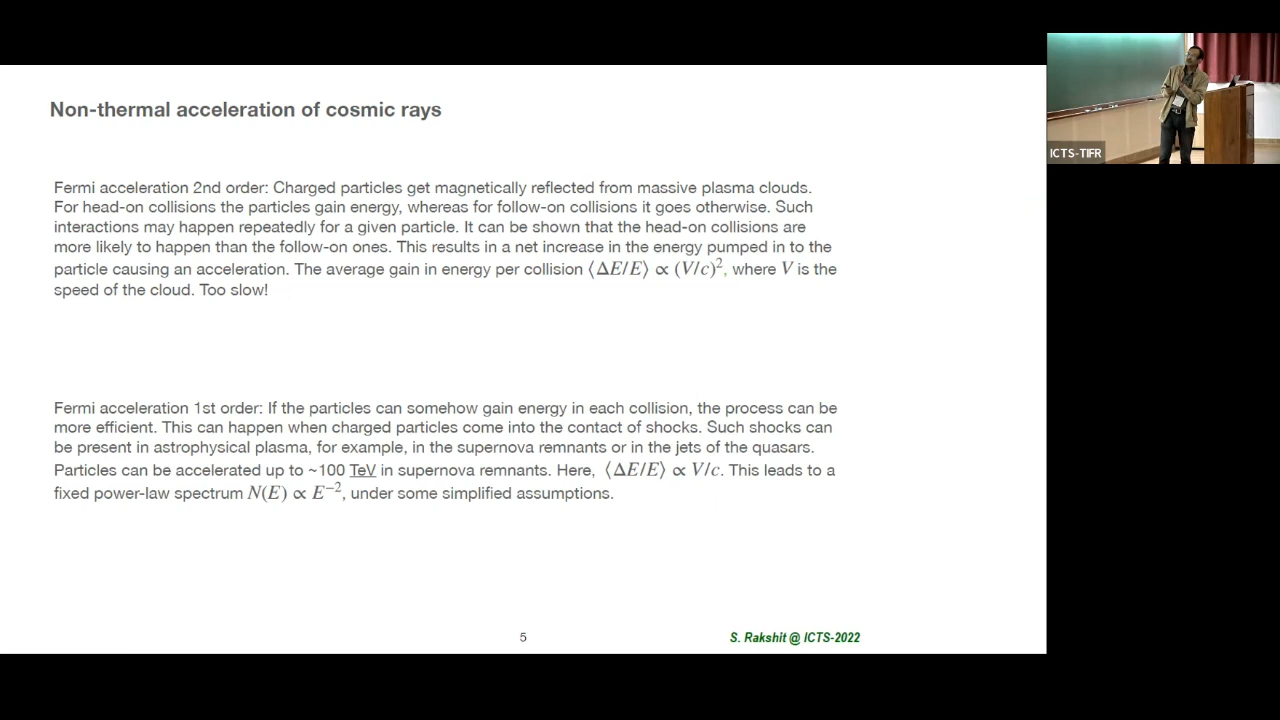 Non-thermal acceleration of cosmic rays
ICTS-TIFR
Fermi acceleration 2nd order: Charged particles get magnetically reflected from massive plasma clouds.
For head-on collisions the particles gain energy, whereas for follow-on collisions it goes otherwise. Such
interactions may happen repeatedly for a given particle. It can be shown that the head-on collisions are
more likely to happen than the follow-on ones. This results in a net increase in the energy pumped in to the
particle causing an acceleration. The average gain in energy per collision ⟨ΔE/E⟩ ∝ (V/c)², where V is the
speed of the cloud. Too slow!
Fermi acceleration 1st order: If the particles can somehow gain energy in each collision, the process can be
more efficient. This can happen when charged particles come into the contact of shocks. Such shocks can
be present in astrophysical plasma, for example, in the supernova remnants or in the jets of the quasars.
Particles can be accelerated up to ~100 TeV in supernova remnants. Here, ⟨ΔE/E⟩ ∝ V/c. This leads to a
fixed power-law spectrum N(E) ∝ E⁻², under some simplified assumptions.
5
S. Rakshit @ ICTS-2022